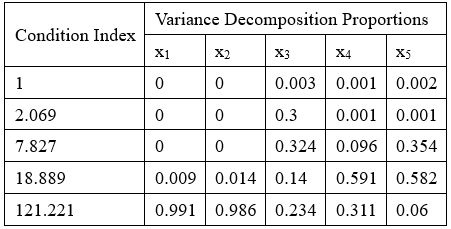 Condition Index Variance Decomposition Proportions
x1 x2 x3 x4 x5
1 0 0 0.003 0.001 0.002
2.069 0 0 0.3 0.001 0.001
7.827 0 0 0.324 0.096 0.354
18.889 0.009 0.014 0.14 0.591 0.582
121.221 0.991 0.986 0.234 0.311 0.06